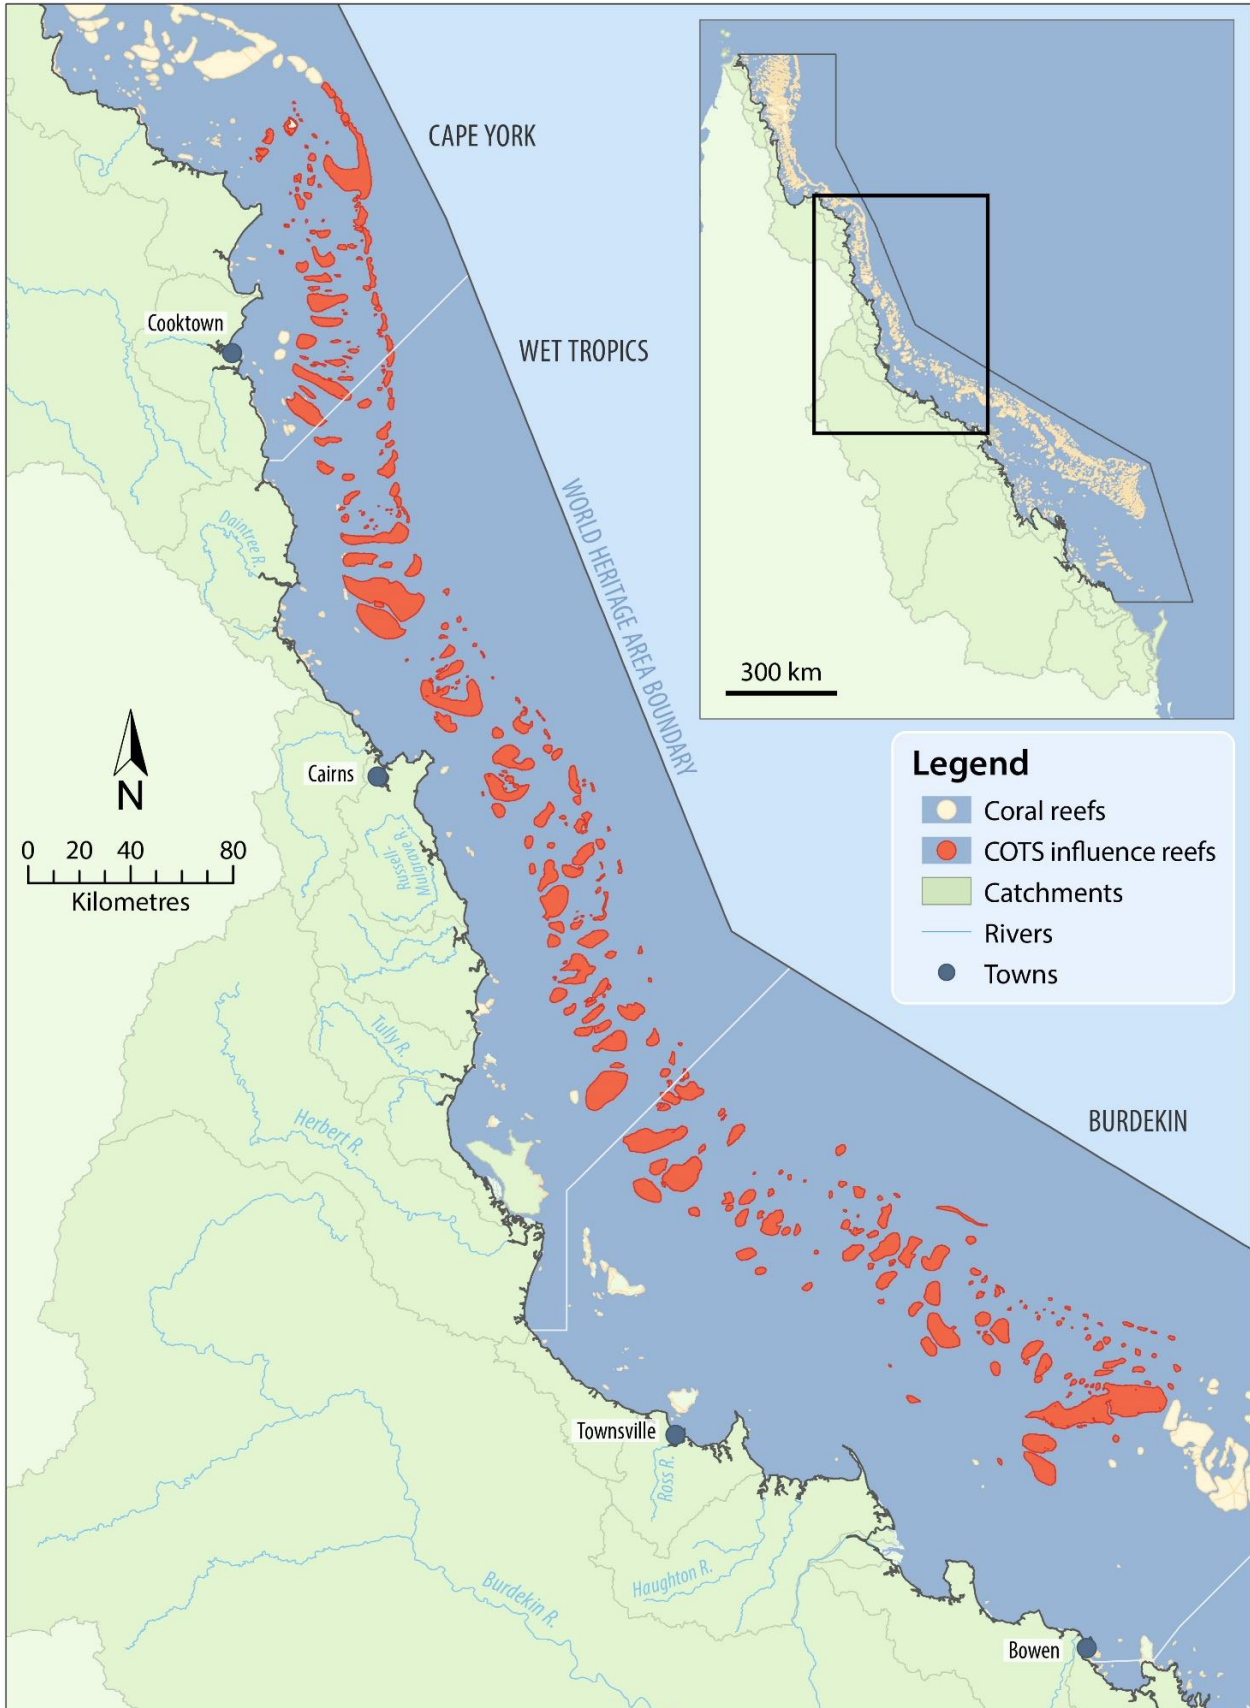 CAPE YORK
Cooktown
WET TROPICS
WORLD HERITAGE AREA BOUNDARY
300 km
Daintree R.
N
0 20 40 80
Kilometres
Cairns
Russell-
Mulgrave R.
Legend
Coral reefs
COTS influence reefs
Catchments
Rivers
Towns
Tully R.
Herbert R.
BURDEKIN
Townsville
Ross R.
Haughton R.
Burdekin R.
Bowen